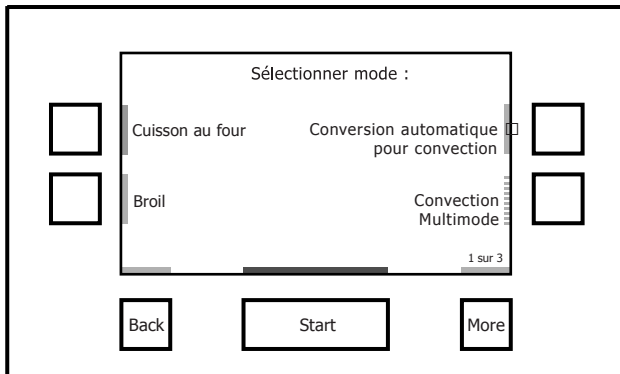 Sélectionner mode :
Cuisson au four
Conversion automatique
pour convection
Broil
Convection
Multimode
1 sur 3
Back
Start
More